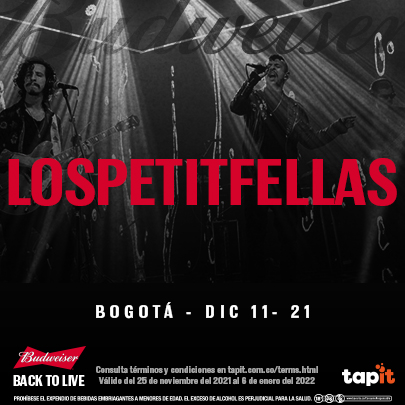 Budweiser
LOSPETITFELLAS
BOGOTÁ - DIC 11- 21
Budweiser
BACK TO LIVE
Consulta términos y condiciones en tapit.com.co/terms.html
Válido del 25 de noviembre del 2021 al 6 de enero del 2022
tapit
PROHÍBESE EL EXPENDIO DE BEBIDAS EMBRIAGANTES A MENORES DE EDAD. EL EXCESO DE ALCOHOL ES PERJUDICIAL PARA LA SALUD.